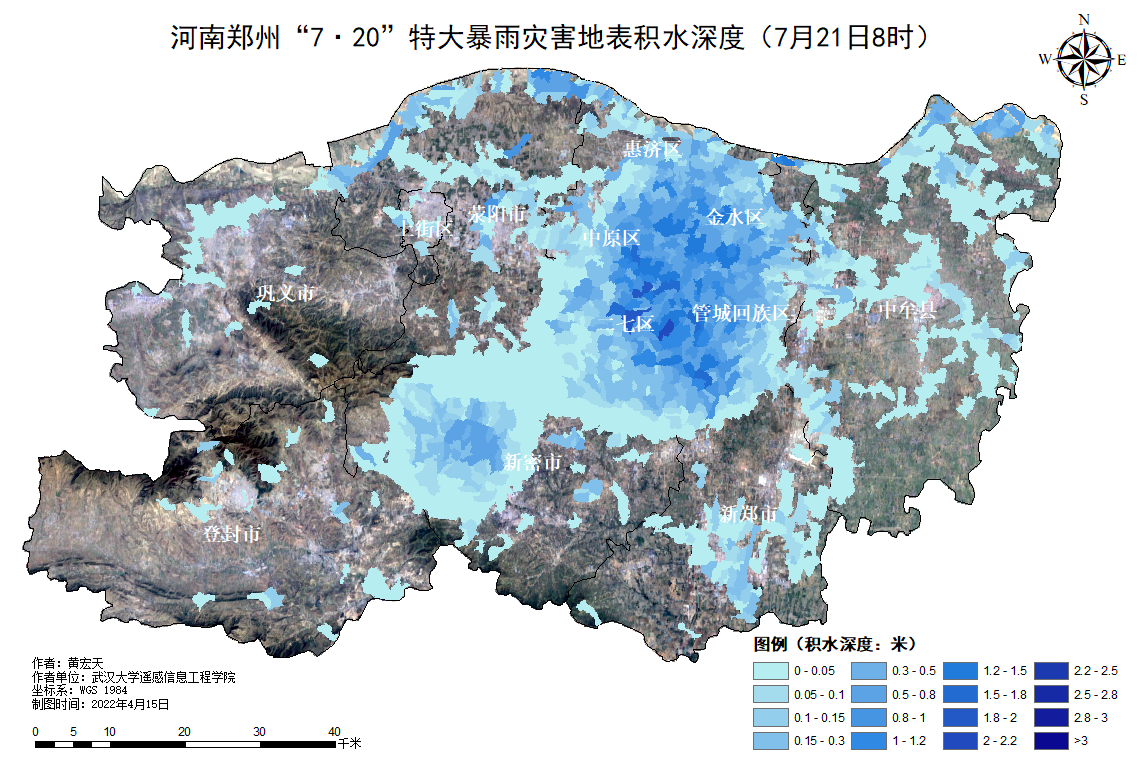 河南郑州“7·20”特大暴雨灾害地表积水深度（7月21日8时）
N
W E
S
惠济区
金水区
荥阳市
上街区
中原区
巩义市
二七区
管城回族区
中牟县
新密市
新郑市
登封市
作者：黄宏天
作者单位：武汉大学遥感信息工程学院
坐标系：WGS 1984
制图时间：2022年4月15日
0 5 10 20 30 40
千米
图例（积水深度：米）
0 - 0.05 0.3 - 0.5 1.2 - 1.5 2.2 - 2.5
0.05 - 0.1 0.5 - 0.8 1.5 - 1.8 2.5 - 2.8
0.1 - 0.15 0.8 - 1 1.8 - 2 2.8 - 3
0.15 - 0.3 1 - 1.2 2 - 2.2 >3